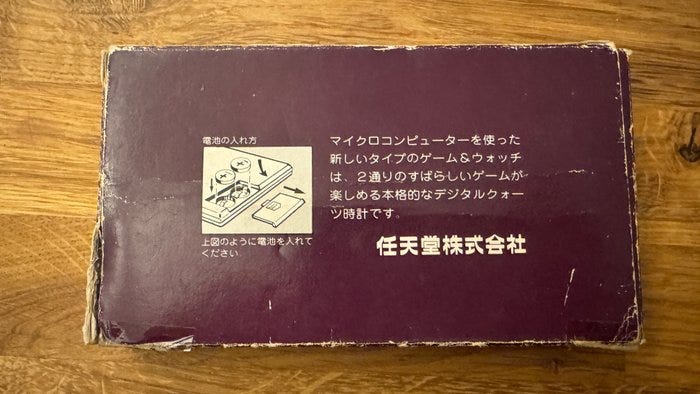 電池の入れ方
上図のように電池を入れて
ください.
マイクロコンピューターを使った
新しいタイプのゲーム＆ウォッチ
は、２通りのすばらしいゲームが
楽しめる本格的なデジタルクォー
ツ時計です。
任天堂株式会社